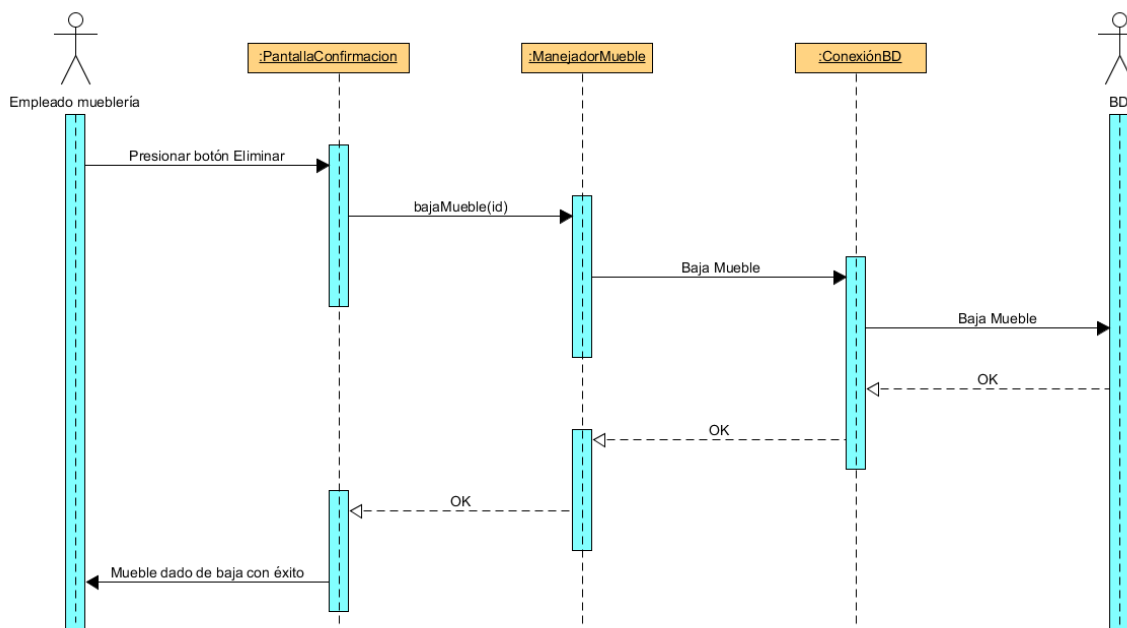 :PantallaConfirmacion
:ManejadorMueble
:ConexiónBD
Empleado mueblería
BD
Presionar botón Eliminar
bajaMueble(id)
Baja Mueble
Baja Mueble
OK
OK
OK
Mueble dado de baja con éxito